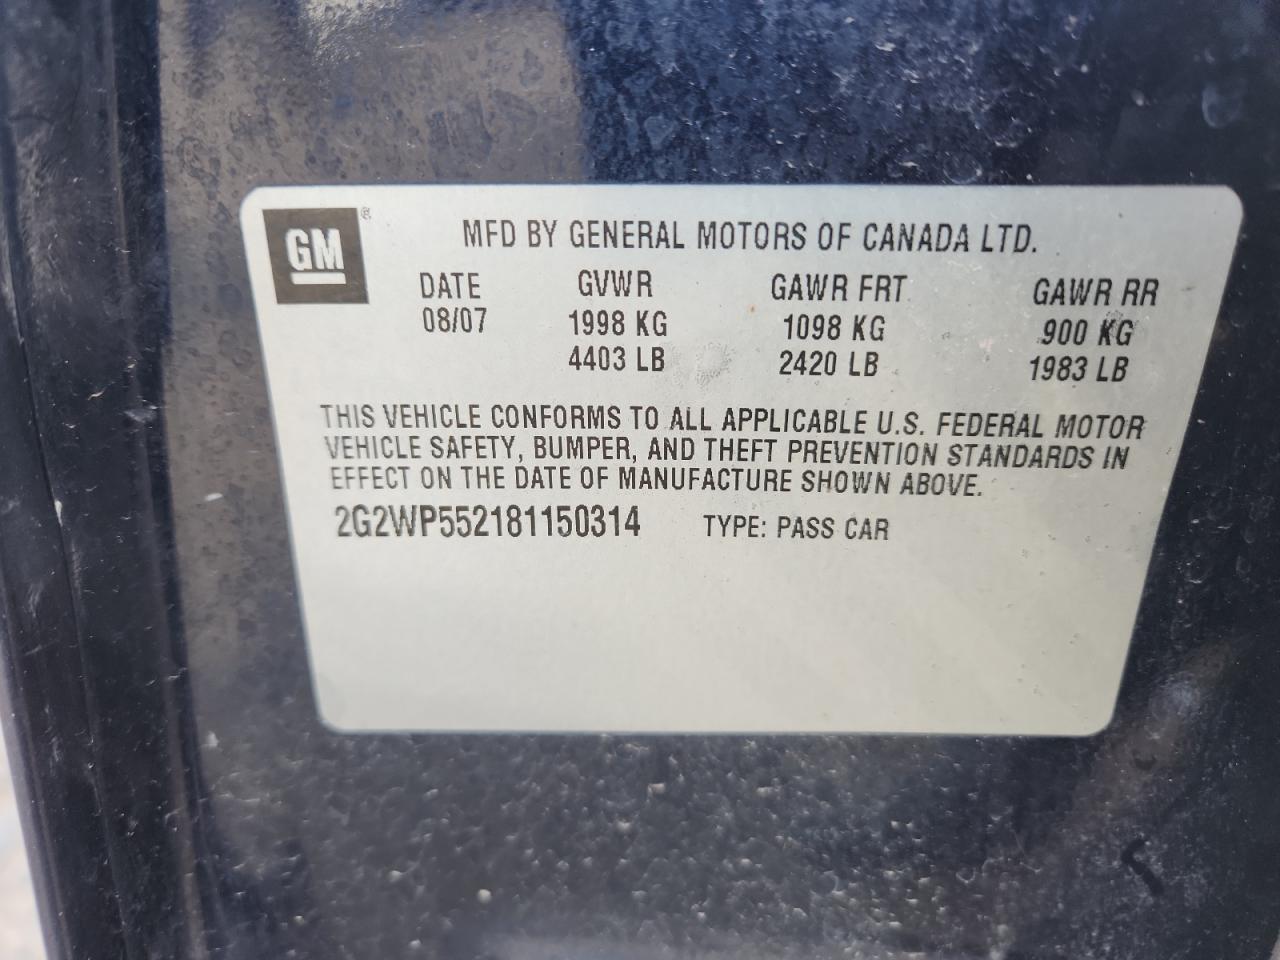 GM®
MFD BY GENERAL MOTORS OF CANADA LTD.
DATE GVWR GAWR FRT GAWR RR
08/07 1998 KG 1098 KG 900 KG
4403 LB 2420 LB 1983 LB
THIS VEHICLE CONFORMS TO ALL APPLICABLE U.S. FEDERAL MOTOR
VEHICLE SAFETY, BUMPER, AND THEFT PREVENTION STANDARDS IN
EFFECT ON THE DATE OF MANUFACTURE SHOWN ABOVE.
2G2WP552181150314 TYPE: PASS CAR